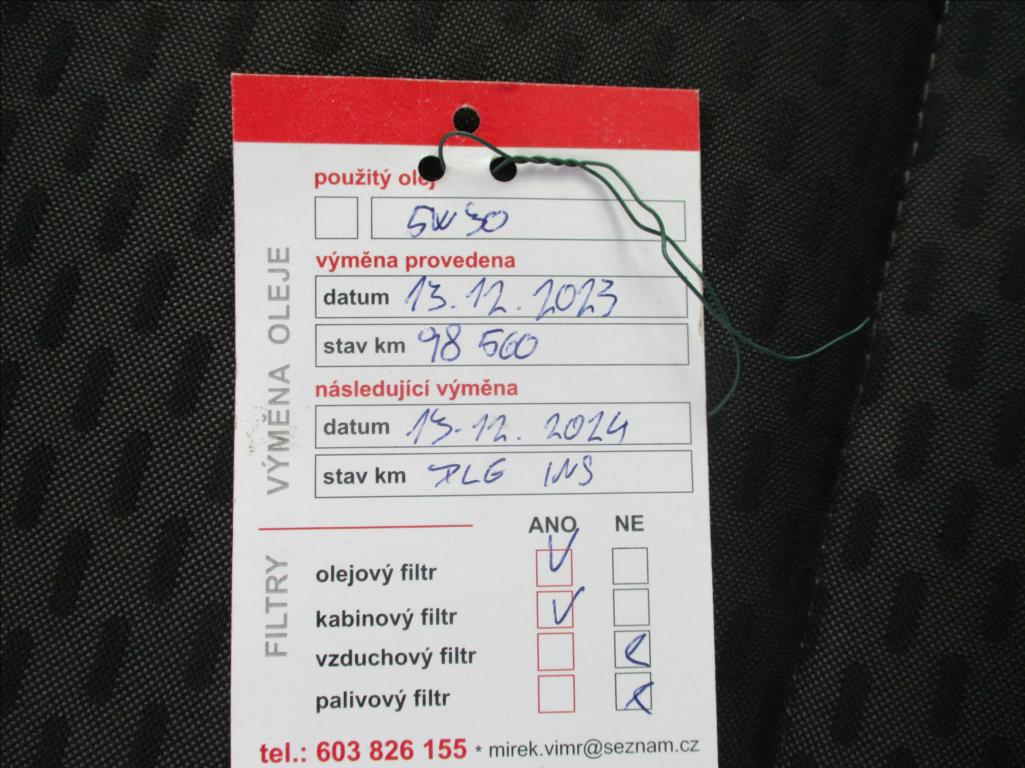 použitý olej
5W30
výměna provedena
datum 13.12.2023
stav km 98 560
následující výměna
datum 13.12.2024
stav km DLE INS
VÝMĚNA OLEJE
ANO NE
olejový filtr
kabinový filtr
vzduchový filtr
palivový filtr
FILTRY
tel.: 603 826 155 * mirek.vimr@seznam.cz